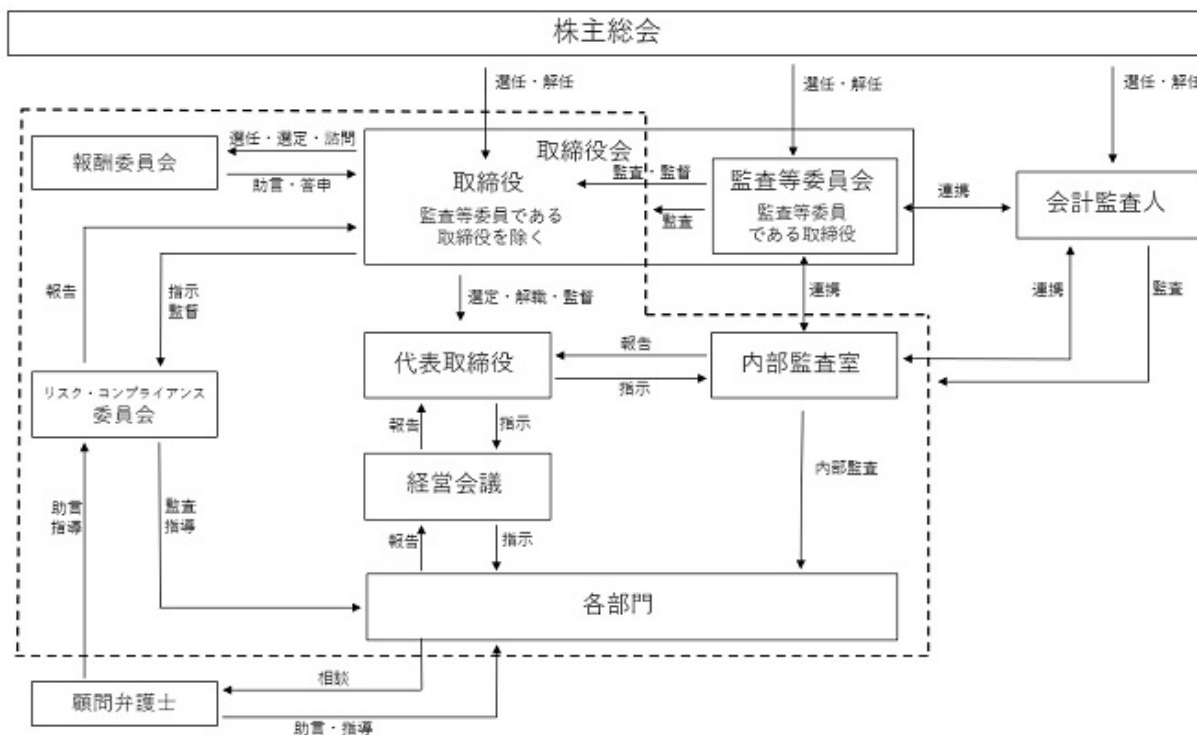 株主総会
選任・解任
選任・解任
選任・解任
報酬委員会
選任・選定・諮問
助言・答申
取締役会
取締役
監査等委員である
取締役を除く
監査・監督
監査
監査等委員会
監査等委員
である取締役
連携
会計監査人
報告
指示
監督
選定・解職・監督
連携
連携
監査
代表取締役
報告
指示
内部監査室
リスク・コンプライアンス
委員会
報告
指示
経営会議
内部監査
助言
指導
監査
指導
報告
指示
各部門
顧問弁護士
相談
助言・指導